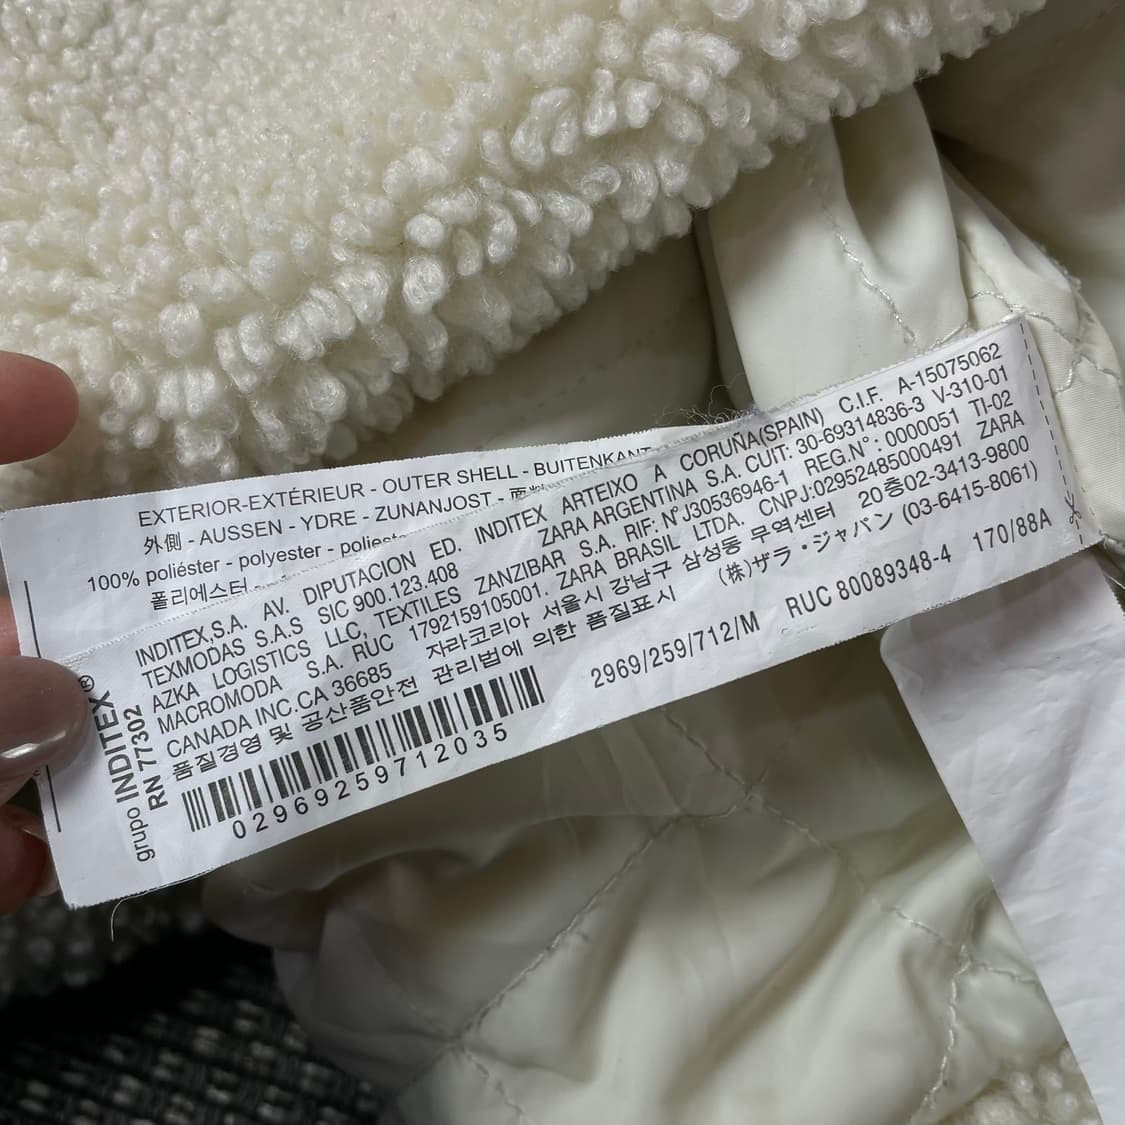 EXTERIOR-EXTÉRIEUR - OUTER SHELL - BUITENKANT
外側 - AUSSEN - YDRE - ZUNANJOST -
100% poliéster - polyester -
폴리에스터
INDITEX,S.A. AV. DIPUTACION ED. INDITEX ARTEIXO A CORUÑA(SPAIN) C.I.F. A-15075062
TEXMODAS S.A.S SIC 900.123.408 ZARA ARGENTINA S.A. CUIT: 30-69314836-3 V-310-01
AZKA LOGISTICS LLC, TEXTILES ZANZIBAR S.A. RIF: Nº J30536946-1 REG.Nº: 0000051 TI-02
MACROMODA S.A. RUC 1792159105001. ZARA BRASIL LTDA. CNPJ:02952485000491 ZARA
CANADA INC.CA 36685 자라코리아 서울시 강남구 삼성동 무역센터 20층02-3413-9800
품질경영 및 공산품안전 관리법에 의한 품질표시 (株)ザラ・ジャパン (03-6415-8061)
02969259712035
2969/259/712/M RUC 80089348-4 170/88A
grupo INDITEX®
RN 77302